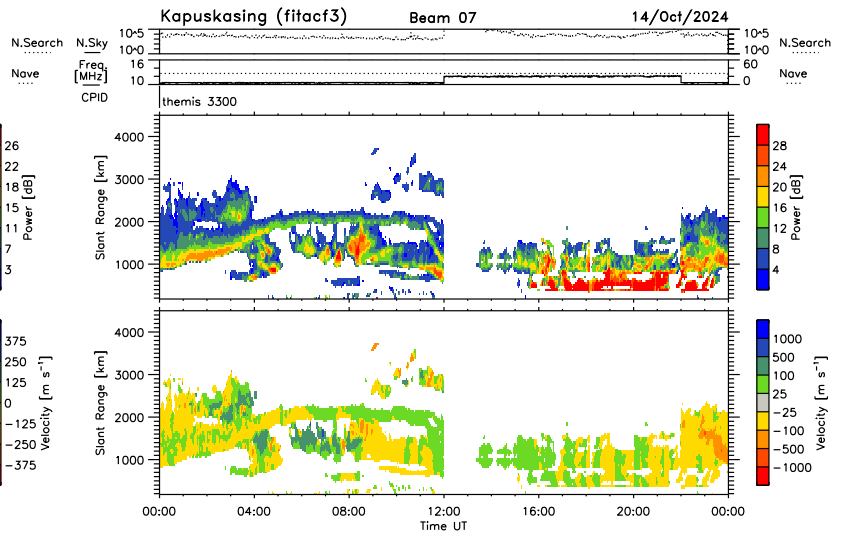 Kapuskasing (fitacf3) Beam 07 14/Oct/2024
N.Search N.Sky 10^5 10^0 10^5 10^0 N.Search
Nave Freq. [MHz] 16 10 60 0 Nave
CPID themis 3300
26 22 18 15 11 7 3
Power [dB]
Slant Range [km]
4000
3000
2000
1000
28 24 20 16 12 8 4
Power [dB]
375 250 125 0 −125 −250 −375
Velocity [m s⁻¹]
Slant Range [km]
4000
3000
2000
1000
1000 500 100 25 −25 −100 −500 −1000
Velocity [m s⁻¹]
00:00 04:00 08:00 12:00 16:00 20:00 00:00
Time UT